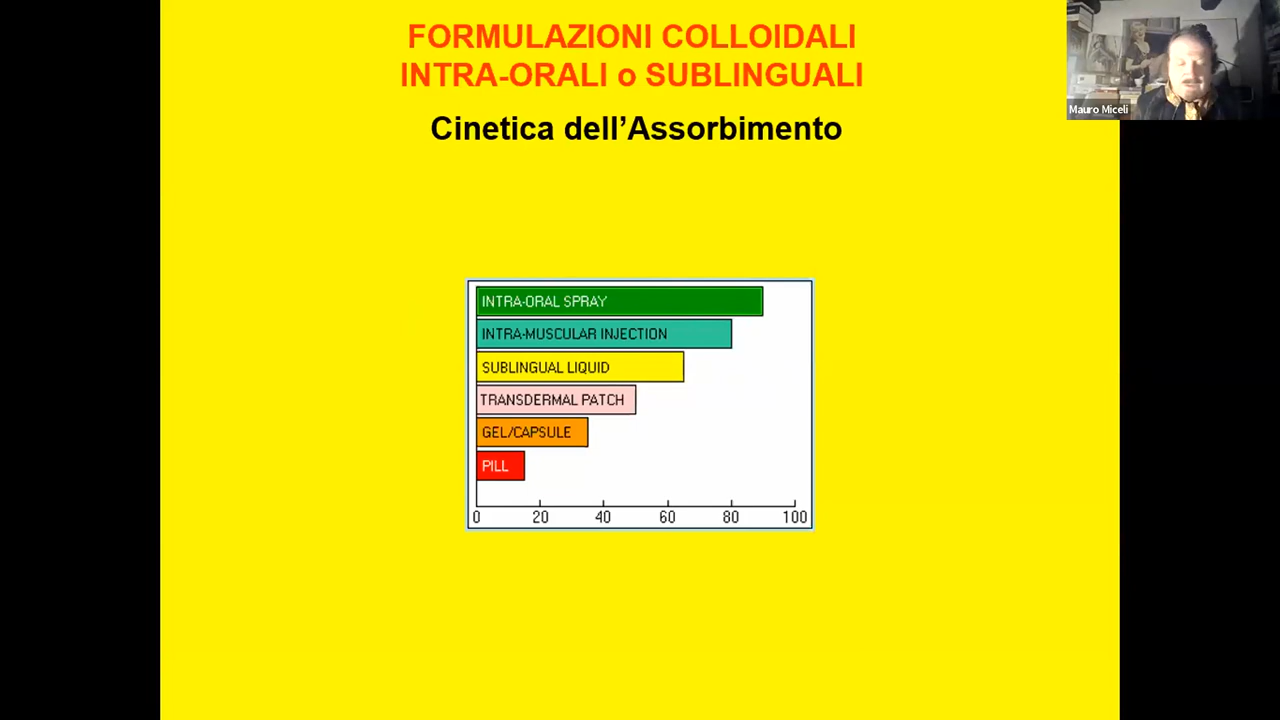 FORMULAZIONI COLLOIDALI
INTRA-ORALI o SUBLINGUALI
Cinetica dell’Assorbimento
Mauro Miceli
INTRA-ORAL SPRAY
INTRA-MUSCULAR INJECTION
SUBLINGUAL LIQUID
TRANSDERMAL PATCH
GEL/CAPSULE
PILL
0 20 40 60 80 100